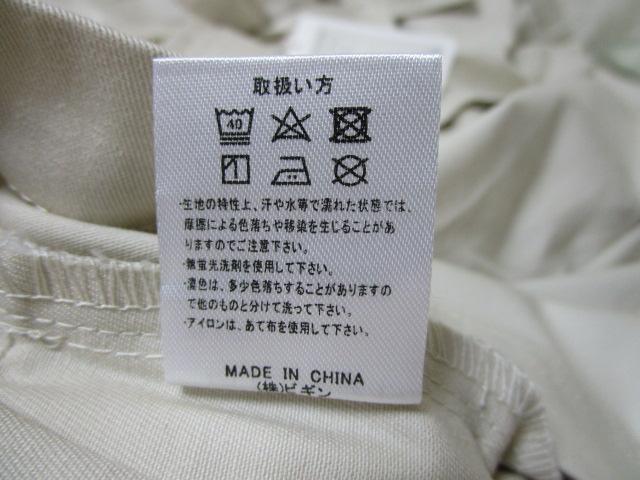 取扱い方
40
・生地の特性上、汗や水等で濡れた状態では、
摩擦による色落ちや移染を生じることがあ
りますのでご注意下さい。
・無蛍光洗剤を使用して下さい。
・濃色は、多少色落ちすることがありますの
で他のものと分けて洗って下さい。
・アイロンは、あて布を使用して下さい。
MADE IN CHINA
(株)ビギン